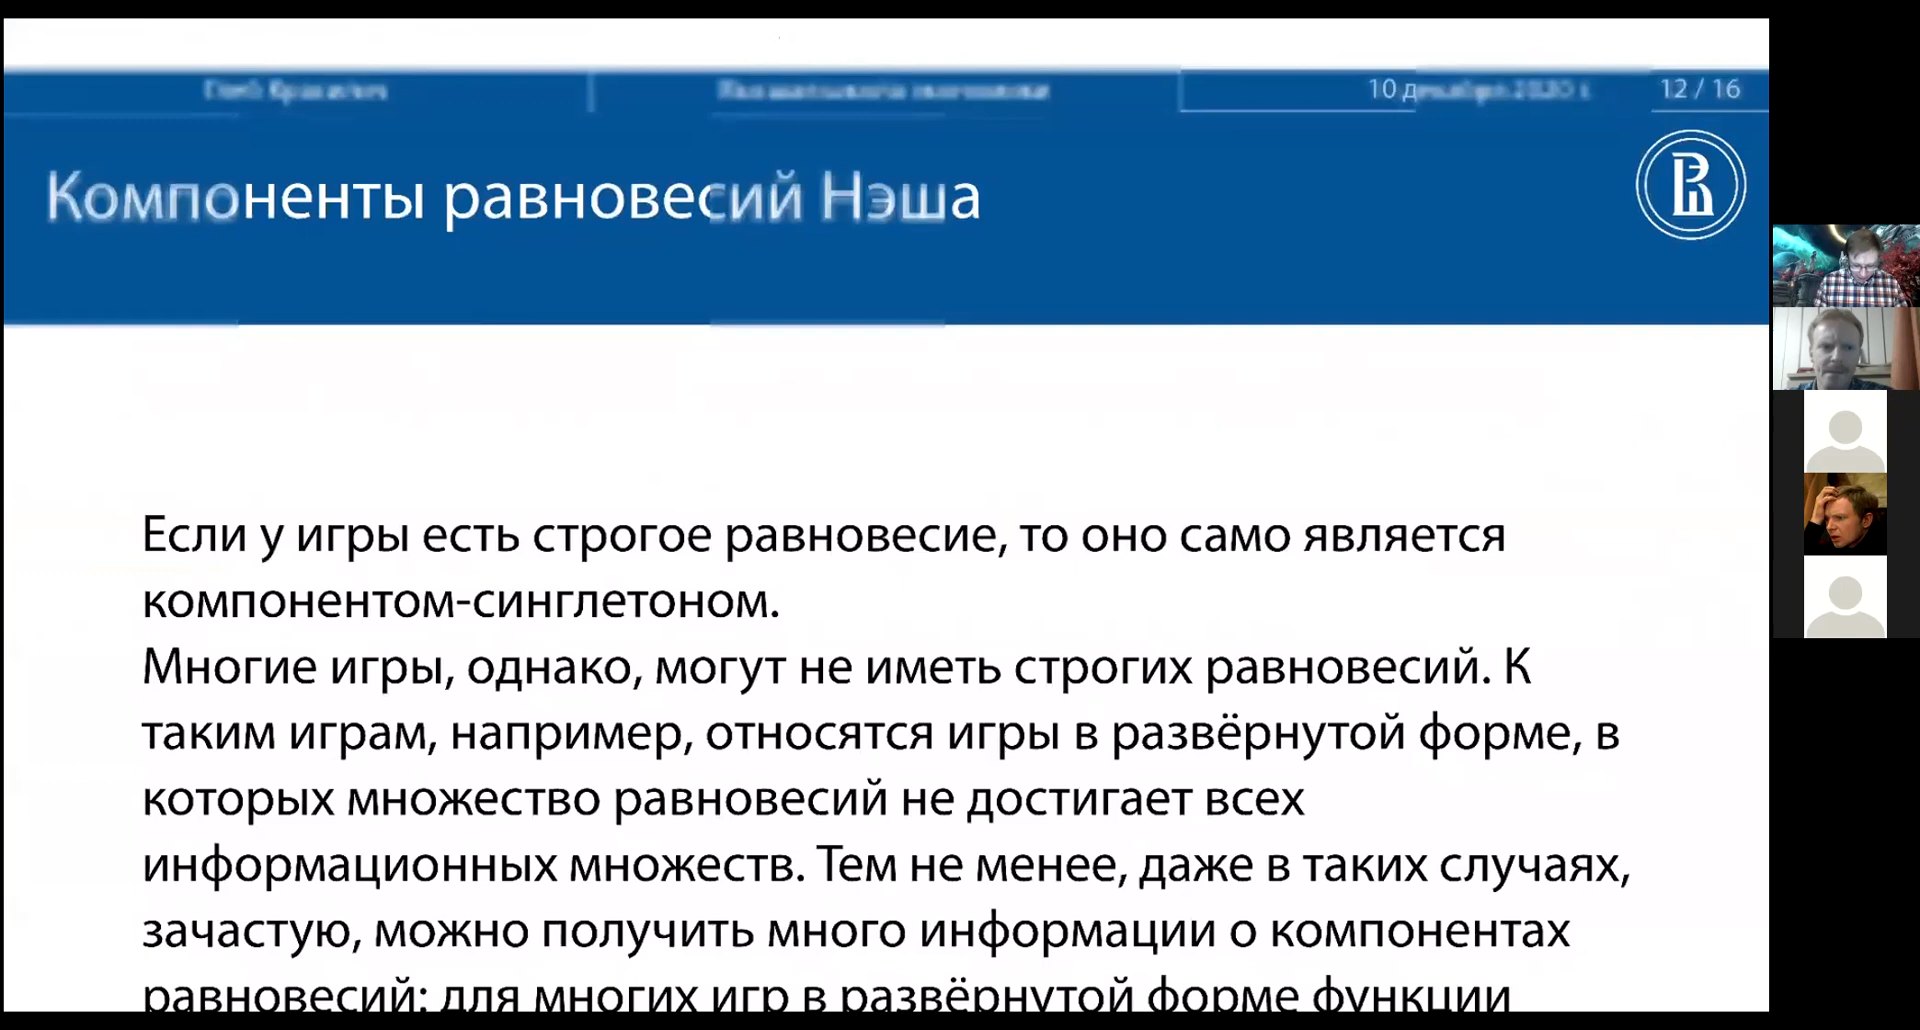 10 декабря 2020 г. 12 / 16
Компоненты равновесий Нэша
Если у игры есть строгое равновесие, то оно само является
компонентом-синглетоном.
Многие игры, однако, могут не иметь строгих равновесий. К
таким играм, например, относятся игры в развёрнутой форме, в
которых множество равновесий не достигает всех
информационных множеств. Тем не менее, даже в таких случаях,
зачастую, можно получить много информации о компонентах
равновесий: для многих игр в развёрнутой форме функции